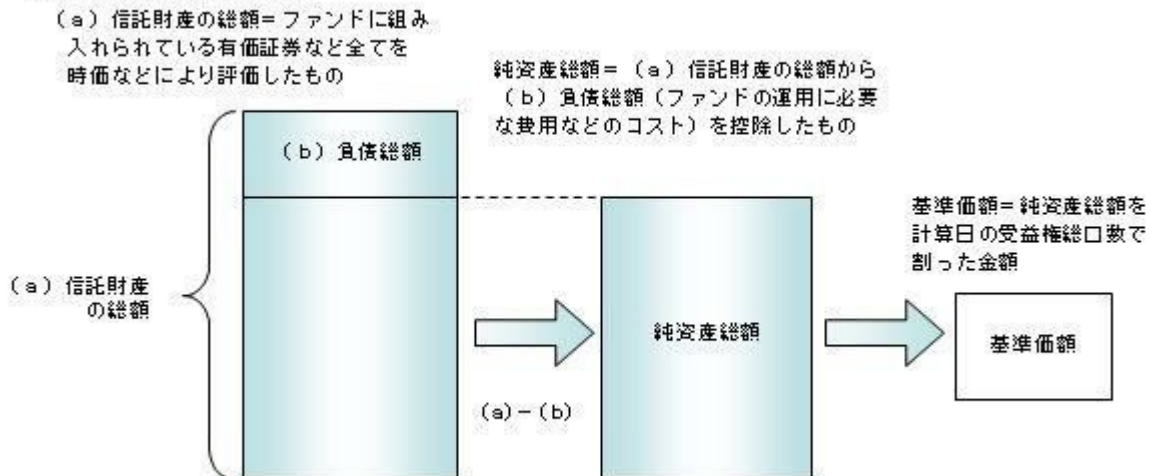 (a)信託財産の総額=ファンドに組み
入れられている有価証券など全てを
時価などにより評価したもの
純資産総額=(a)信託財産の総額から
(b)負債総額(ファンドの運用に必要
な費用などのコスト)を控除したもの
(b)負債総額
基準価額=純資産総額を
計算日の受益権総口数で
割った金額
(a)信託財産
の総額
純資産総額
基準価額
(a)-(b)